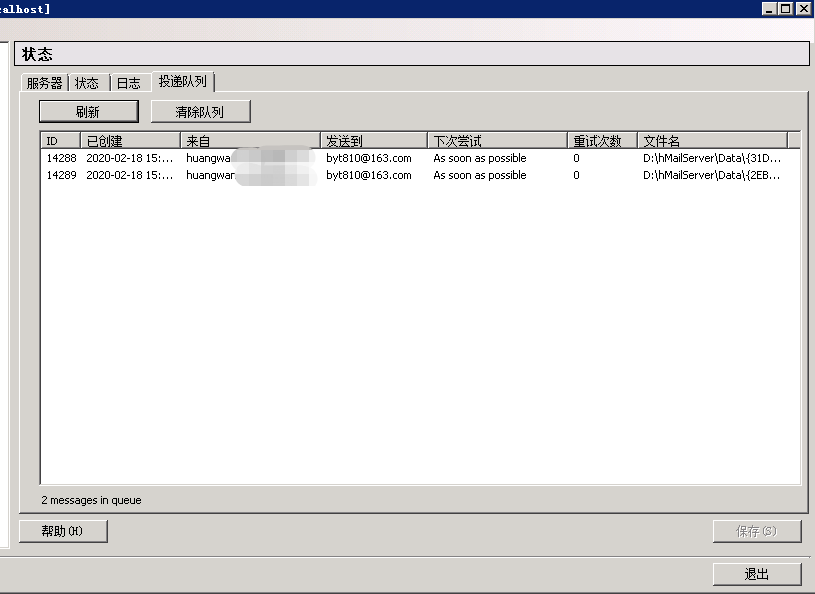 alhost]
状态
服务器 状态 日志 投递队列
刷新 清除队列
ID 已创建 来自 发送到 下次尝试 重试次数 文件名
14288 2020-02-18 15:... huangwa byt810@163.com As soon as possible 0 D:\hMailServer\Data\{31D...
14289 2020-02-18 15:... huangwan byt810@163.com As soon as possible 0 D:\hMailServer\Data\{2EB...
2 messages in queue
帮助(H) 保存(S)
退出